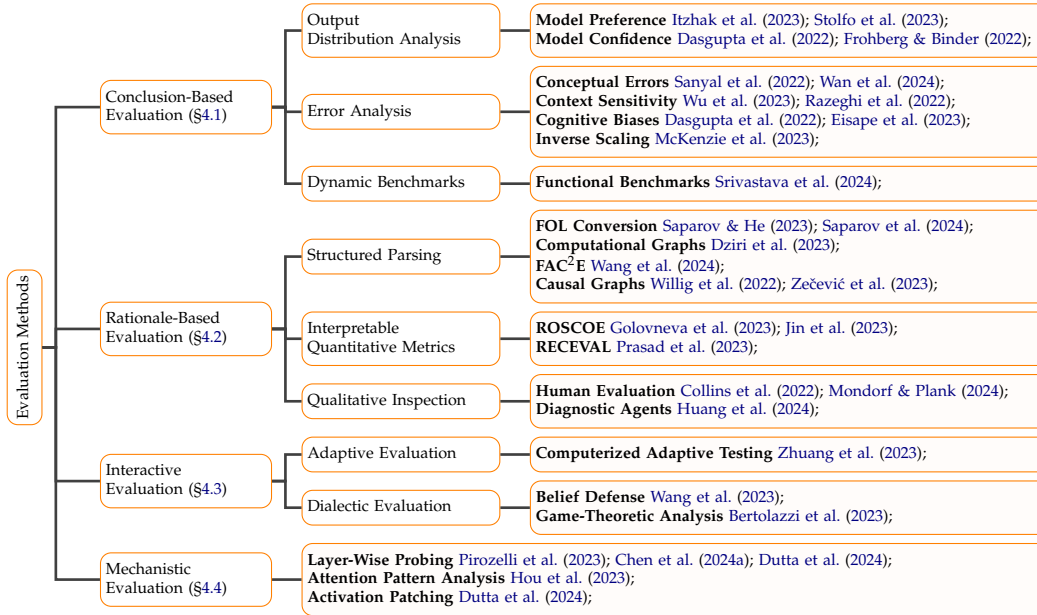 Evaluation Methods
Conclusion-Based
Evaluation (§4.1)
Output
Distribution Analysis
Model Preference Itzhak et al. (2023); Stolfo et al. (2023);
Model Confidence Dasgupta et al. (2022); Frohberg & Binder (2022);
Error Analysis
Conceptual Errors Sanyal et al. (2022); Wan et al. (2024);
Context Sensitivity Wu et al. (2023); Razeghi et al. (2022);
Cognitive Biases Dasgupta et al. (2022); Eisape et al. (2023);
Inverse Scaling McKenzie et al. (2023);
Dynamic Benchmarks
Functional Benchmarks Srivastava et al. (2024);
Rationale-Based
Evaluation (§4.2)
Structured Parsing
FOL Conversion Saparov & He (2023); Saparov et al. (2024);
Computational Graphs Dziri et al. (2023);
FAC²E Wang et al. (2024);
Causal Graphs Willig et al. (2022); Zečević et al. (2023);
Interpretable
Quantitative Metrics
ROSCOE Golovneva et al. (2023); Jin et al. (2023);
RECEVAL Prasad et al. (2023);
Qualitative Inspection
Human Evaluation Collins et al. (2022); Mondorf & Plank (2024);
Diagnostic Agents Huang et al. (2024);
Interactive
Evaluation (§4.3)
Adaptive Evaluation
Computerized Adaptive Testing Zhuang et al. (2023);
Dialectic Evaluation
Belief Defense Wang et al. (2023);
Game-Theoretic Analysis Bertolazzi et al. (2023);
Mechanistic
Evaluation (§4.4)
Layer-Wise Probing Pirozelli et al. (2023); Chen et al. (2024a); Dutta et al. (2024);
Attention Pattern Analysis Hou et al. (2023);
Activation Patching Dutta et al. (2024);